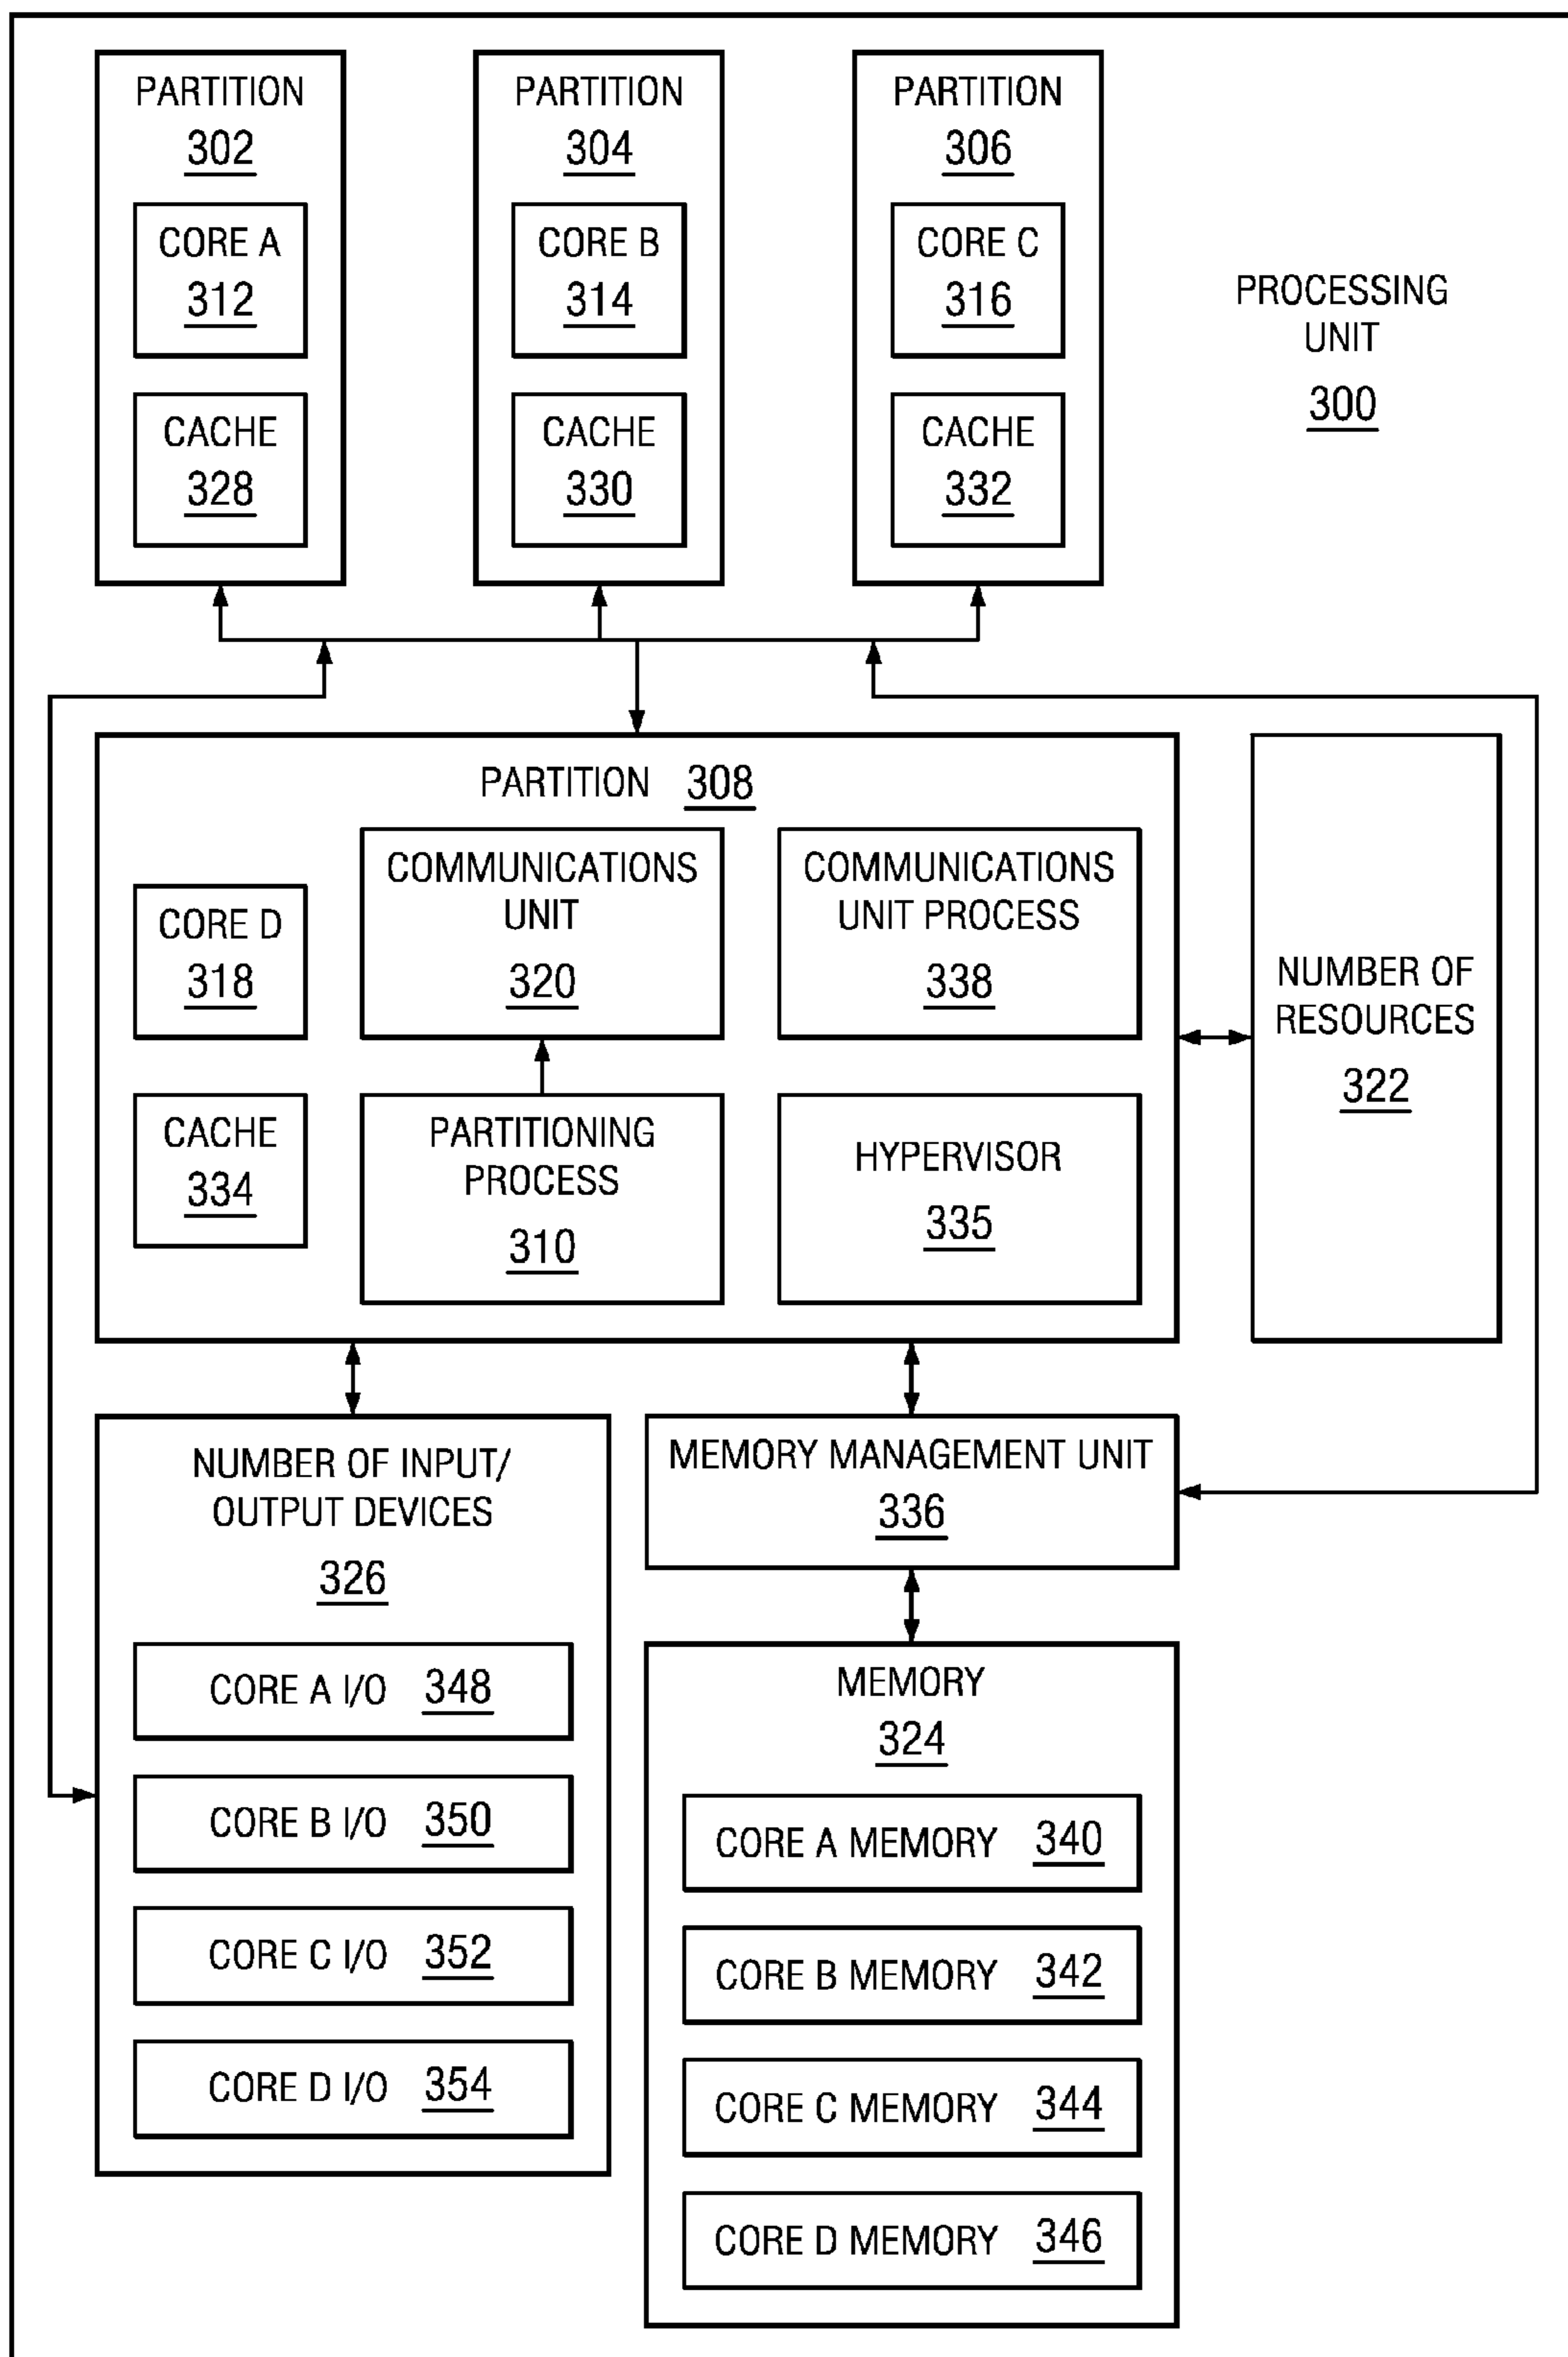 PARTITION
302
CORE A
312
CACHE
328
PARTITION
304
CORE B
314
CACHE
330
PARTITION
306
CORE C
316
CACHE
332
PROCESSING
UNIT
300
PARTITION 308
CORE D
318
CACHE
334
COMMUNICATIONS
UNIT
320
PARTITIONING
PROCESS
310
COMMUNICATIONS
UNIT PROCESS
338
HYPERVISOR
335
NUMBER OF
RESOURCES
322
NUMBER OF INPUT/
OUTPUT DEVICES
326
CORE A I/O 348
CORE B I/O 350
CORE C I/O 352
CORE D I/O 354
MEMORY MANAGEMENT UNIT
336
MEMORY
324
CORE A MEMORY 340
CORE B MEMORY 342
CORE C MEMORY 344
CORE D MEMORY 346